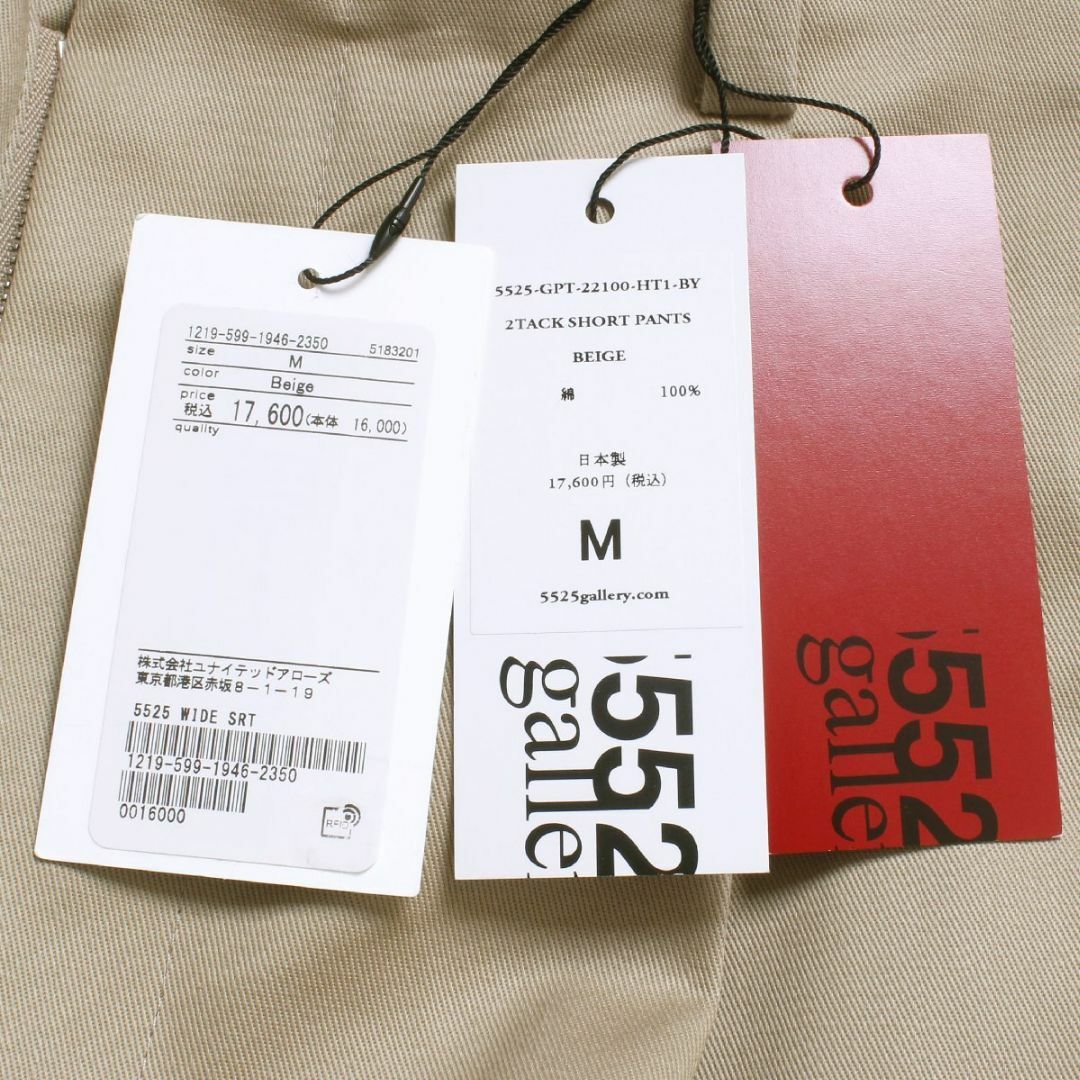 1219-599-1946-2350 5183201
size M
color Beige
price
税込 17,600(本体 16,000)
quality
株式会社ユナイテッドアローズ
東京都港区赤坂8-1-19
5525 WIDE SRT
1219-599-1946-2350
0016000
RFID
5525-GPT-22100-HT1-BY
2TACK SHORT PANTS
BEIGE
綿 100%
日本製
17,600円(税込)
M
5525gallery.com
552
galle
552
galle